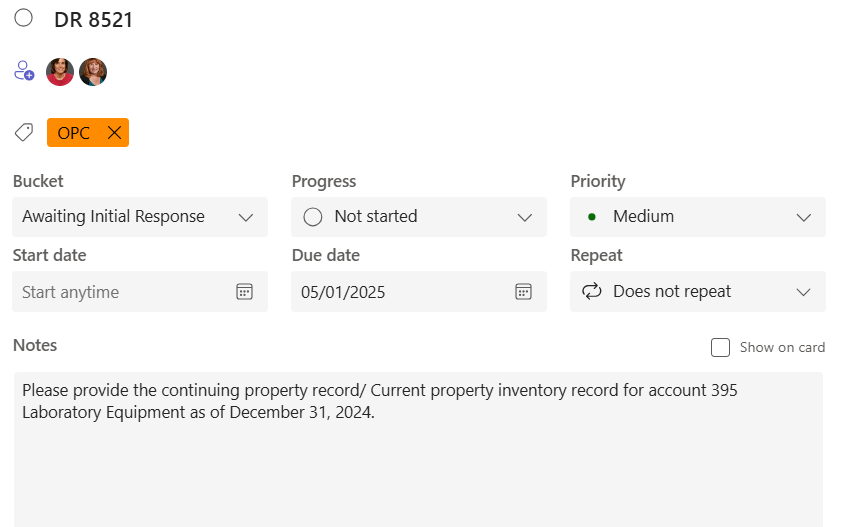 DR 8521
OPC
Bucket
Progress
Priority
Awaiting Initial Response
Not started
Medium
Start date
Due date
Repeat
Start anytime
05/01/2025
Does not repeat
Notes
Show on card
Please provide the continuing property record/ Current property inventory record for account 395
Laboratory Equipment as of December 31, 2024.